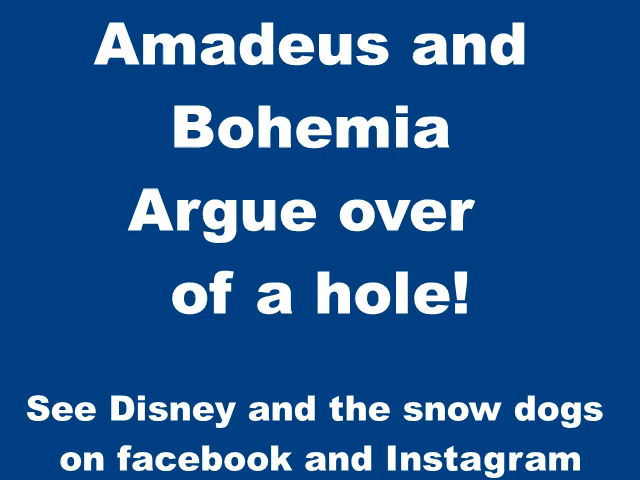 Amadeus and
Bohemia
Argue over
of a hole!
See Disney and the snow dogs
on facebook and Instagram